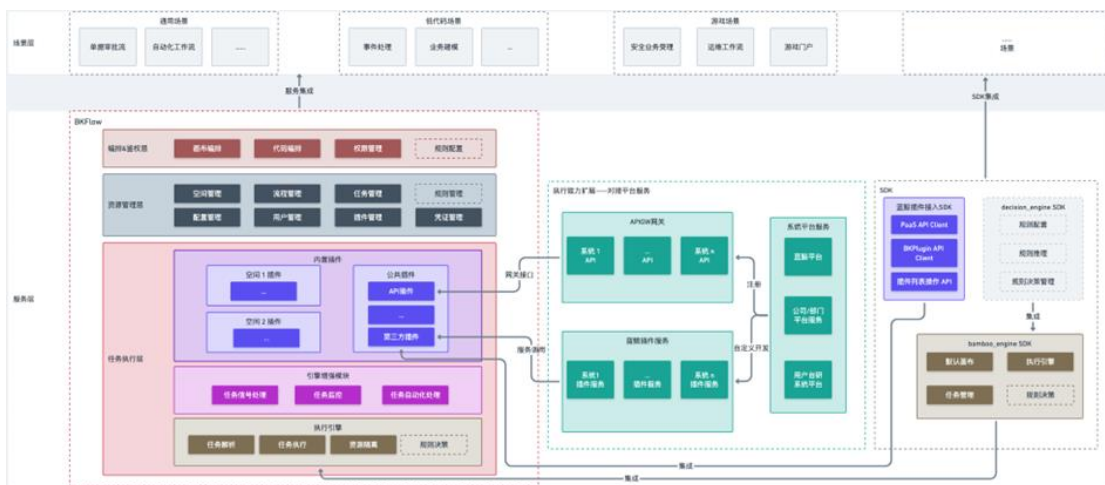 场景层
通用场景
单据审批流
自动化工作流
......
低代码场景
事件处理
业务建模
...
游戏场景
安全业务受理
运维工作流
游戏门户
......
场景
服务集成
SDK集成
服务层
BKFlow
编排&鉴权层
画布编排
代码编排
权限管理
规则配置
资源管理层
空间管理
流程管理
任务管理
规则管理
配置管理
用户管理
插件管理
凭证管理
任务执行层
内置插件
空间 1 插件
...
空间 2 插件
...
公共插件
API插件
...
第三方插件
引擎增强模块
任务信号处理
任务监控
任务自动化处理
执行引擎
任务解析
任务执行
资源隔离
规则决策
网关接口
服务调用
执行能力扩展——对接平台服务
APIGW网关
系统 1
API
...
API
系统 n
API
蓝鲸插件服务
系统1
插件服务
...
插件服务
系统 n
插件服务
注册
自定义开发
系统平台服务
蓝鲸平台
公司/部门
平台服务
用户自研
系统平台
SDK
蓝鲸插件接入SDK
PaaS API Client
BKPlugin API
Client
插件列表操作 API
decision_engine SDK
规则配置
规则推理
规则决策管理
集成
bamboo_engine SDK
默认画布
执行引擎
任务管理
规则决策
集成
集成